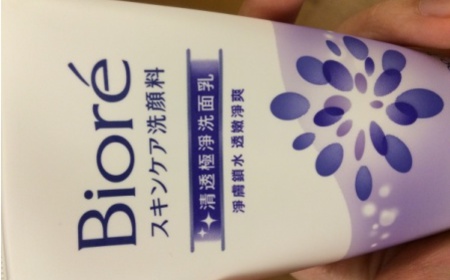 Bioré
スキンケア洗顔料
清透極淨洗面乳
淨膚鎖水 透嫩淨爽